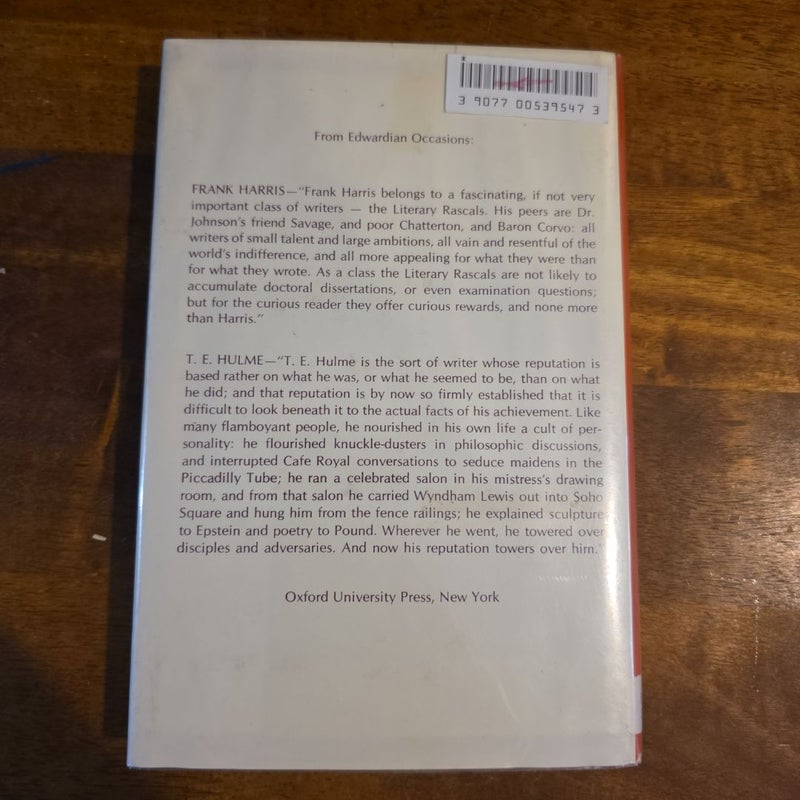 3 9077 00539547 3
From Edwardian Occasions:
FRANK HARRIS—"Frank Harris belongs to a fascinating, if not very
important class of writers — the Literary Rascals. His peers are Dr.
Johnson's friend Savage, and poor Chatterton, and Baron Corvo: all
writers of small talent and large ambitions, all vain and resentful of the
world's indifference, and all more appealing for what they were than
for what they wrote. As a class the Literary Rascals are not likely to
accumulate doctoral dissertations, or even examination questions;
but for the curious reader they offer curious rewards, and none more
than Harris."
T. E. HULME—"T. E. Hulme is the sort of writer whose reputation is
based rather on what he was, or what he seemed to be, than on what
he did; and that reputation is by now so firmly established that it is
difficult to look beneath it to the actual facts of his achievement. Like
many flamboyant people, he nourished in his own life a cult of per-
sonality: he flourished knuckle-dusters in philosophic discussions,
and interrupted Cafe Royal conversations to seduce maidens in the
Piccadilly Tube; he ran a celebrated salon in his mistress's drawing
room, and from that salon he carried Wyndham Lewis out into Soho
Square and hung him from the fence railings; he explained sculpture
to Epstein and poetry to Pound. Wherever he went, he towered over
disciples and adversaries. And now his reputation towers over him."
Oxford University Press, New York